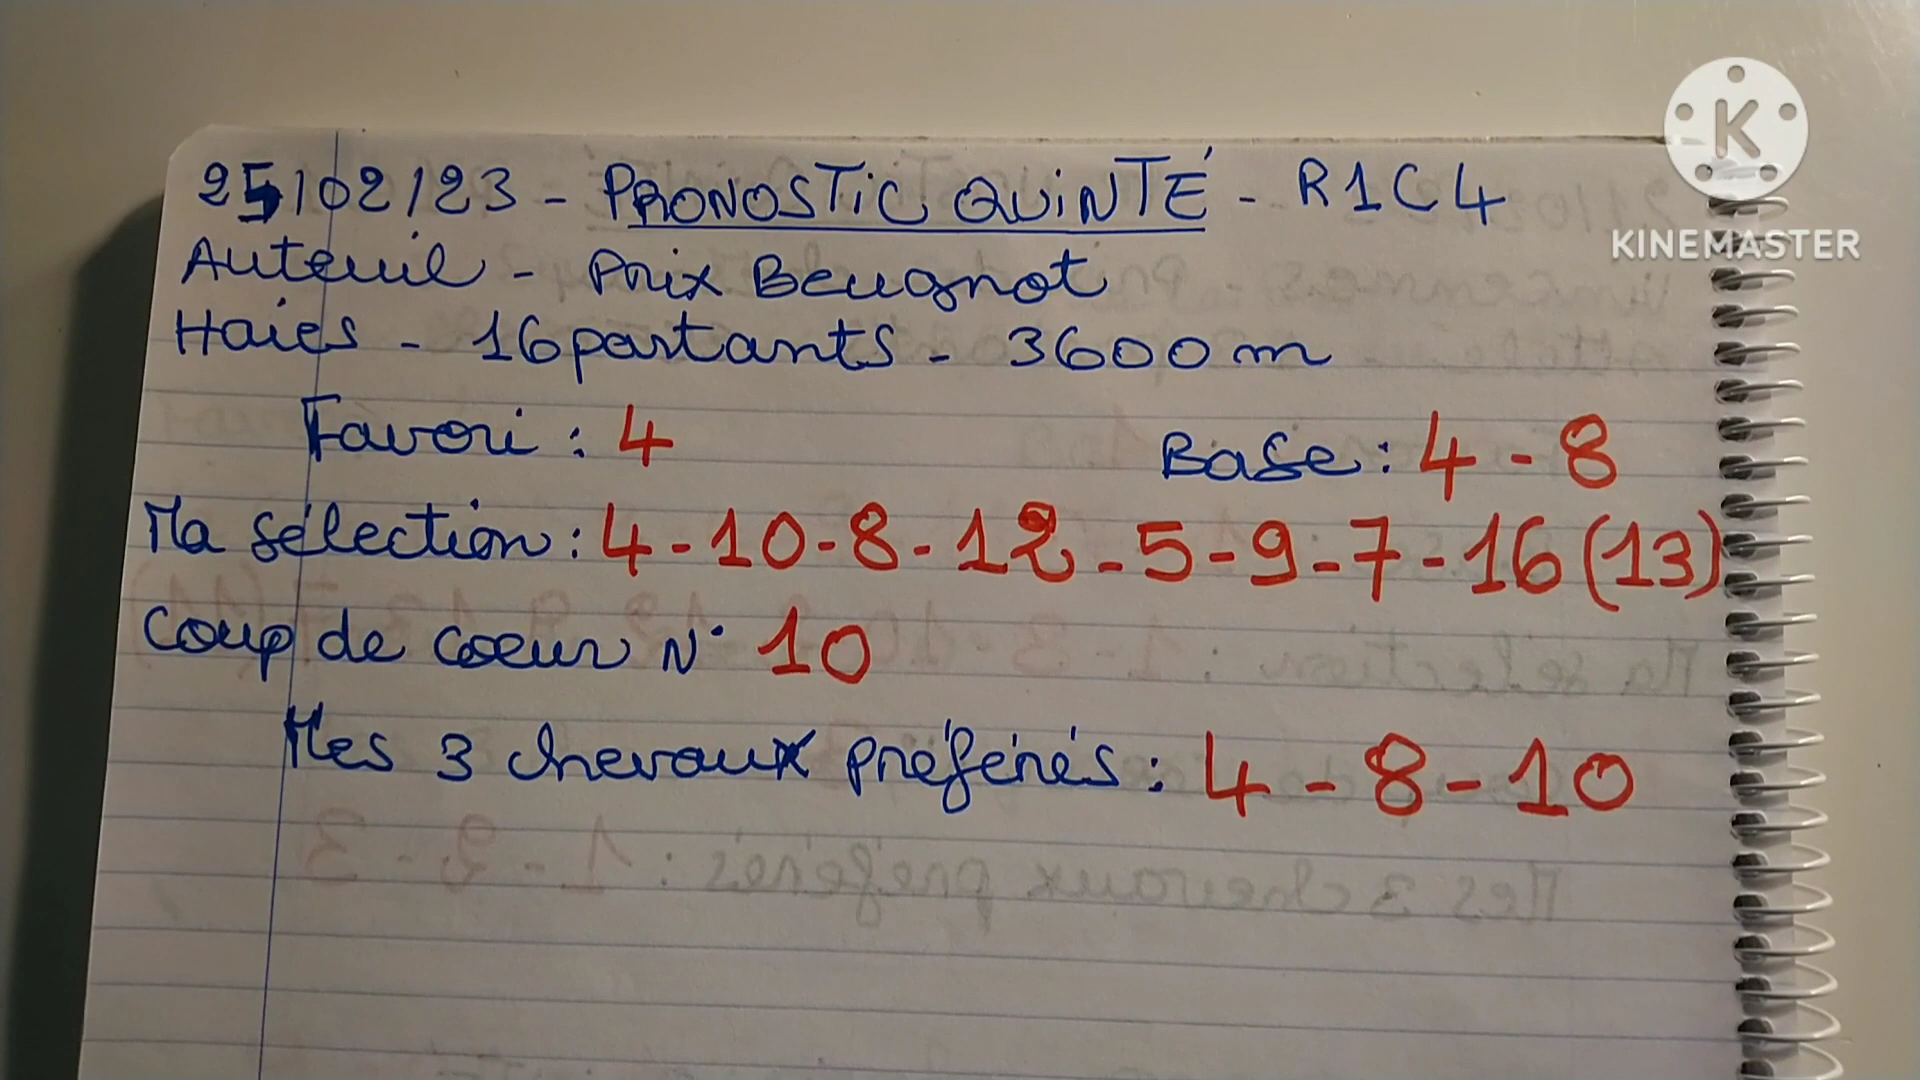 25/02/23 - PRONOSTIC QUINTÉ - R1C4
Auteuil - Prix Beugnot
Haies - 16 partants - 3600 m
Favori : 4 Base : 4 - 8
Ma sélection : 4 - 10 - 8 - 12 - 5 - 9 - 7 - 16 (13)
Coup de coeur N° 10
Mes 3 chevaux préférés : 4 - 8 - 10
K
KINEMASTER